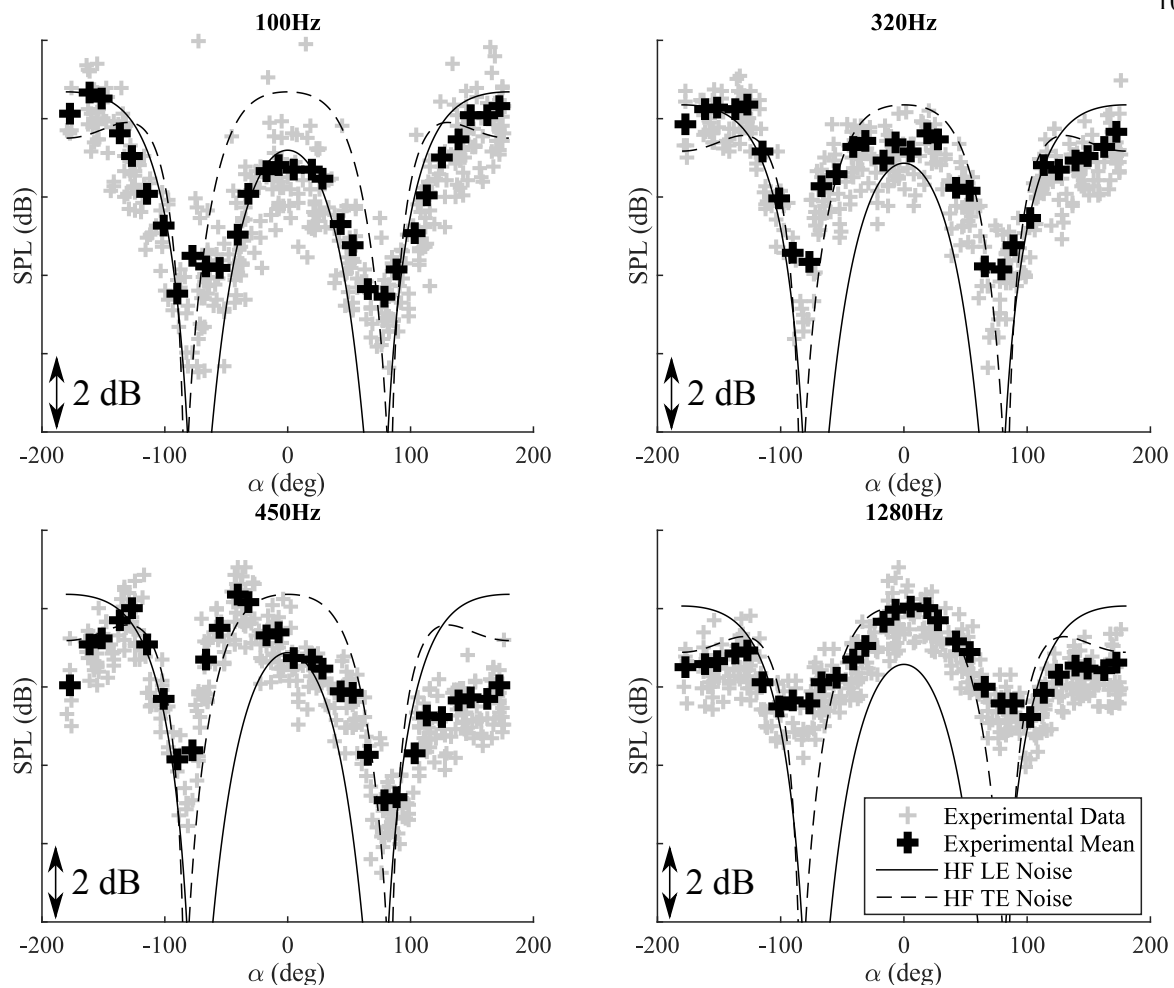 100Hz
SPL (dB)
2 dB
-200 -100 0 100 200
α (deg)
320Hz
SPL (dB)
2 dB
-200 -100 0 100 200
α (deg)
450Hz
SPL (dB)
2 dB
-200 -100 0 100 200
α (deg)
1280Hz
SPL (dB)
2 dB
Experimental Data
Experimental Mean
HF LE Noise
HF TE Noise
-200 -100 0 100 200
α (deg)